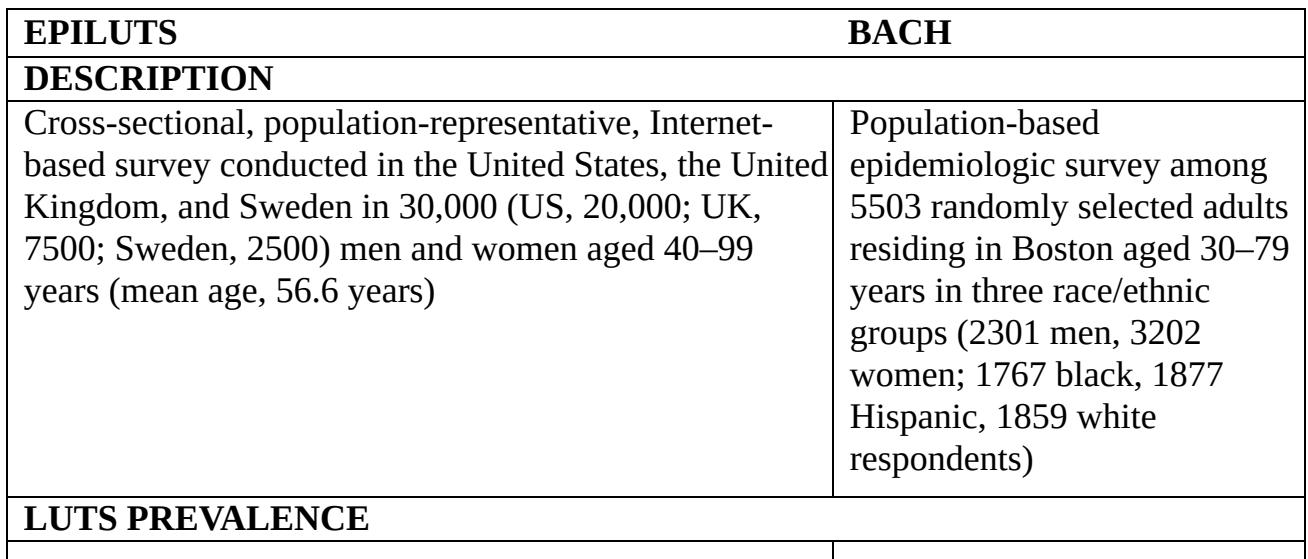 EPILUTS BACH
DESCRIPTION
Cross-sectional, population-representative, Internet-
based survey conducted in the United States, the United
Kingdom, and Sweden in 30,000 (US, 20,000; UK,
7500; Sweden, 2500) men and women aged 40–99
years (mean age, 56.6 years)
Population-based
epidemiologic survey among
5503 randomly selected adults
residing in Boston aged 30–79
years in three race/ethnic
groups (2301 men, 3202
women; 1767 black, 1877
Hispanic, 1859 white
respondents)
LUTS PREVALENCE